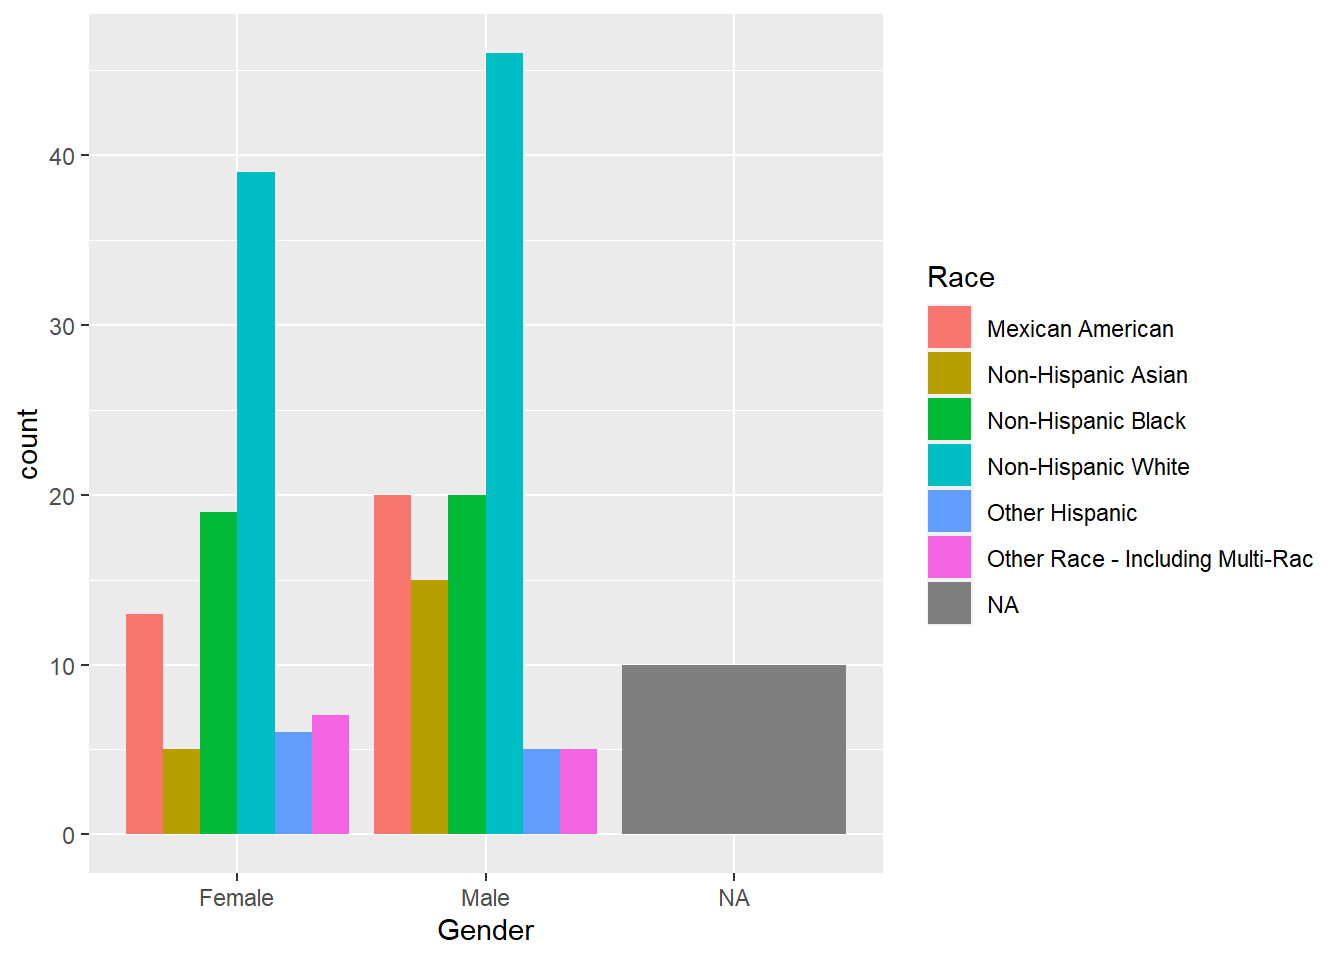 40
30
20
10
0
count
Female Male NA
Gender
Race
Mexican American
Non-Hispanic Asian
Non-Hispanic Black
Non-Hispanic White
Other Hispanic
Other Race - Including Multi-Rac
NA